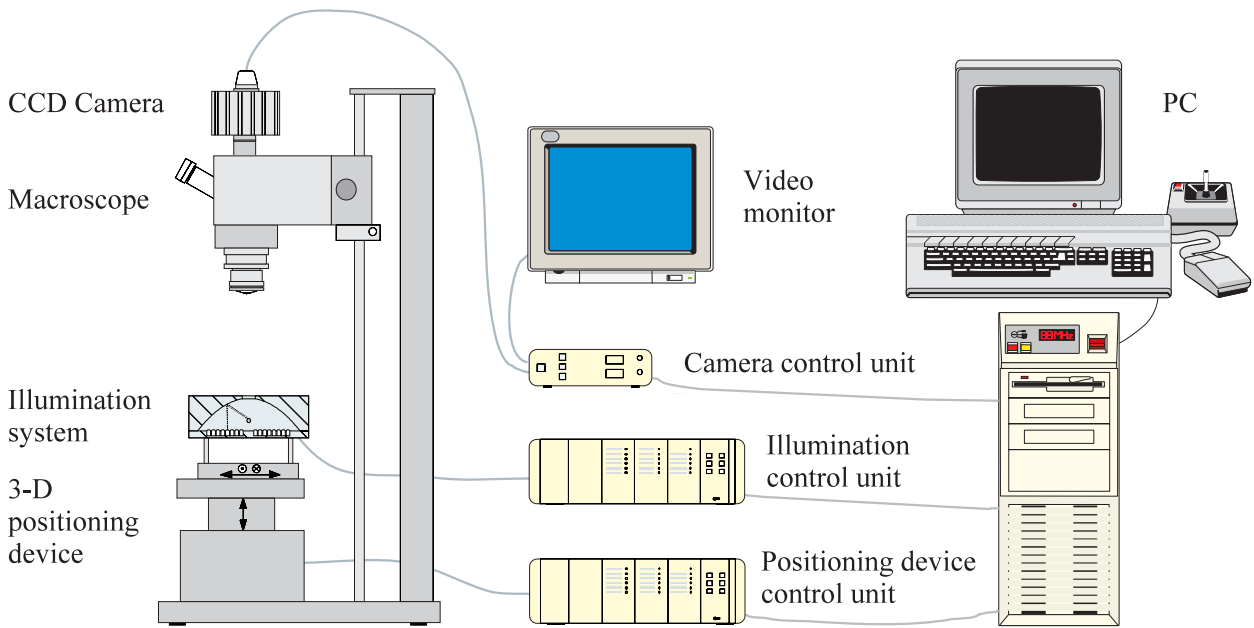 CCD Camera
Macroscope
Illumination
system
3-D
positioning
device
Video
monitor
PC
Camera control unit
Illumination
control unit
Positioning device
control unit
88MHz